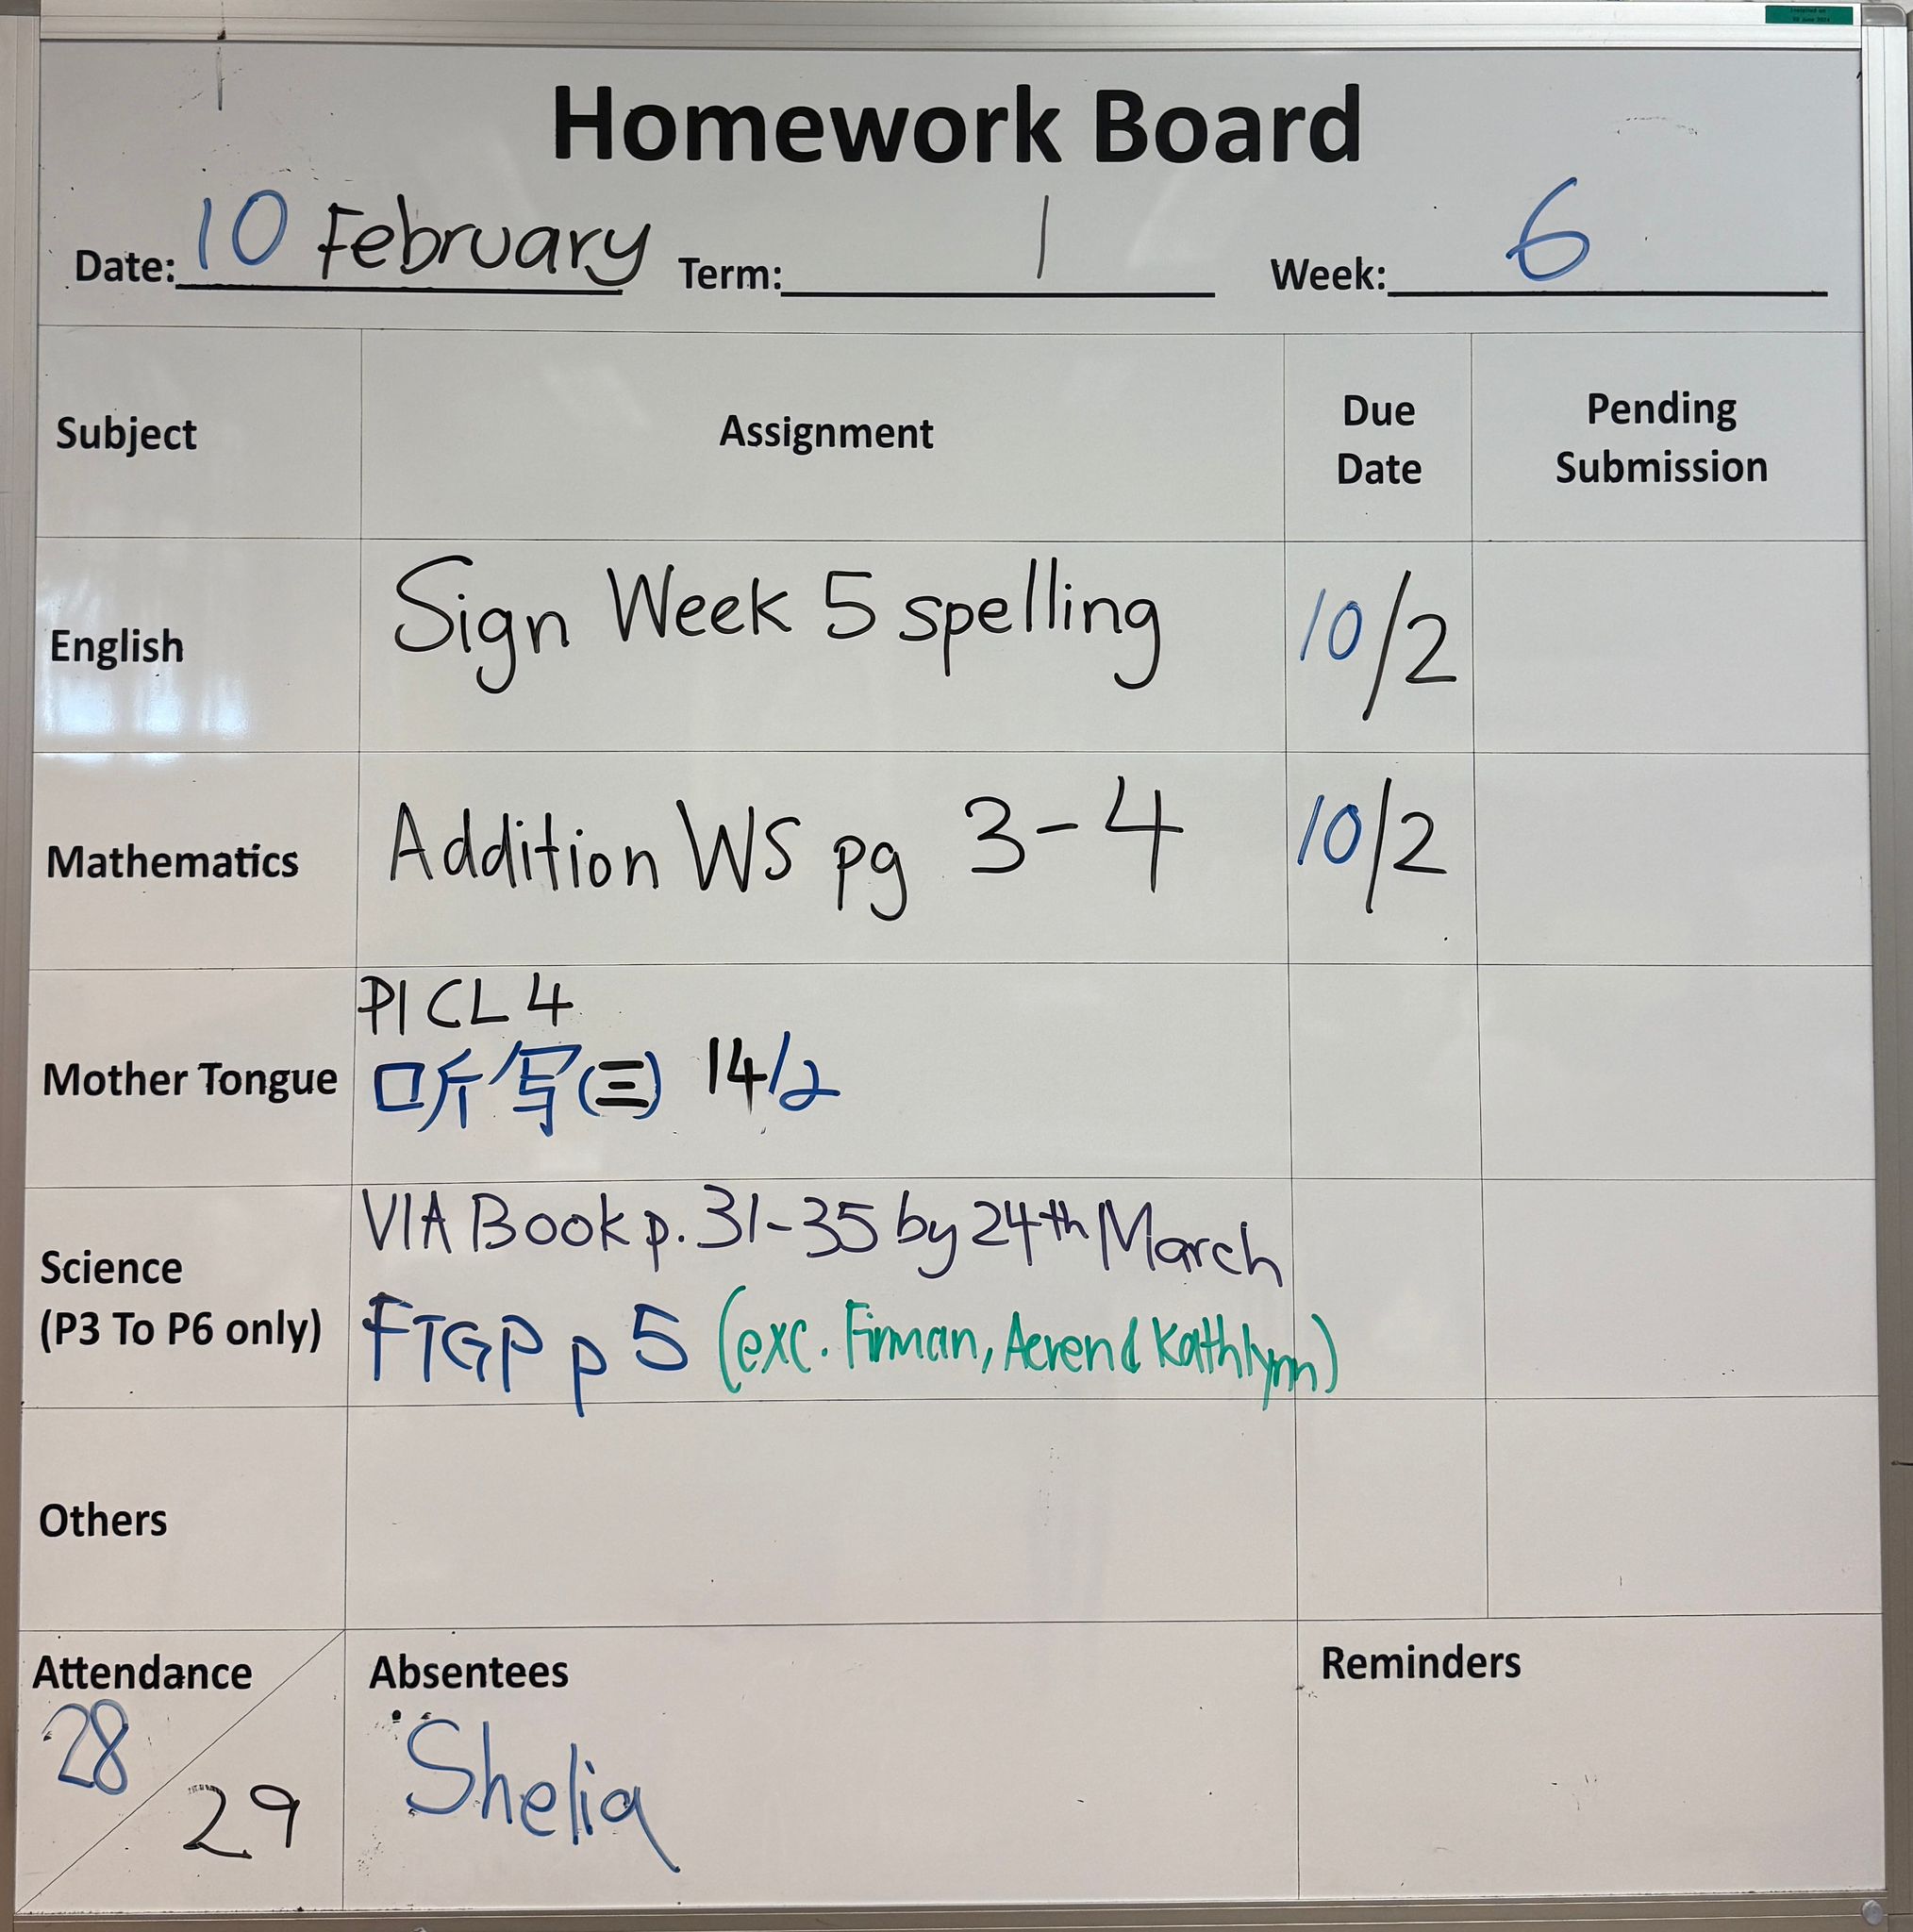 Homework Board
Date: 10 February Term: 1 Week: 6
Subject Assignment Due Date Pending Submission
English Sign Week 5 spelling 10/2
Mathematics Addition WS pg 3-4 10/2
PI CL 4
Mother Tongue 听写(三) 14/2
VIA Book p. 31-35 by 24th March
Science
(P3 To P6 only) FTGP p 5 (exc. Firman, Aerend Kathlynn)
Others
Attendance Absentees Reminders
28
29 Shelia